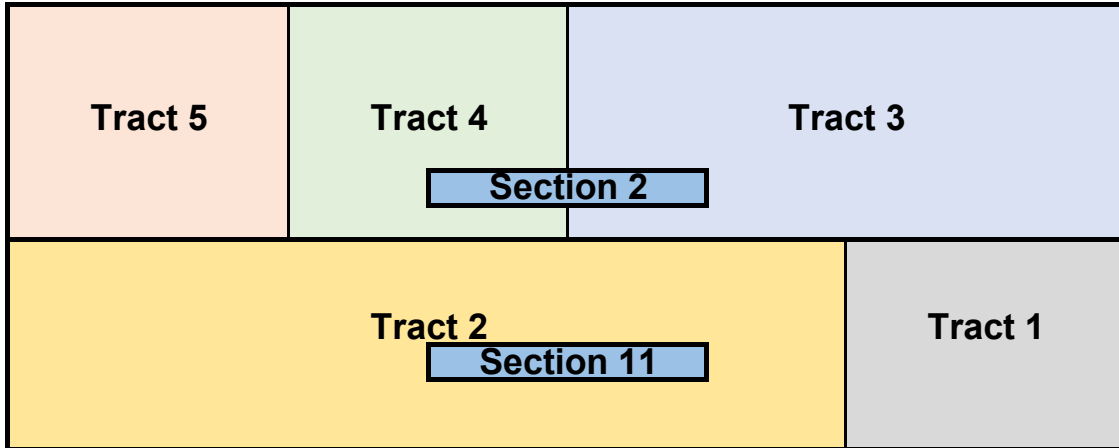 Tract 5
Tract 4
Tract 3
Section 2
Tract 2
Tract 1
Section 11